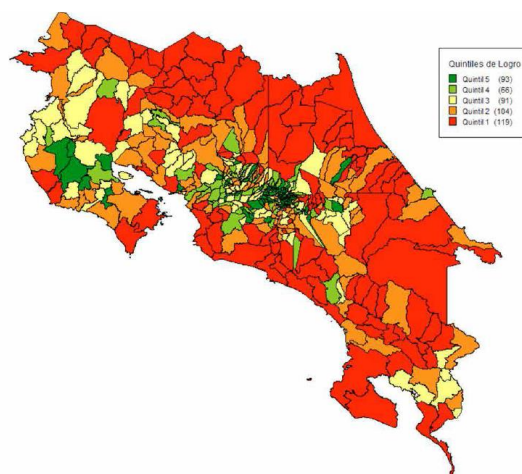 Quintiles de Logro
Quintil 5 (93)
Quintil 4 (66)
Quintil 3 (91)
Quintil 2 (104)
Quintil 1 (119)